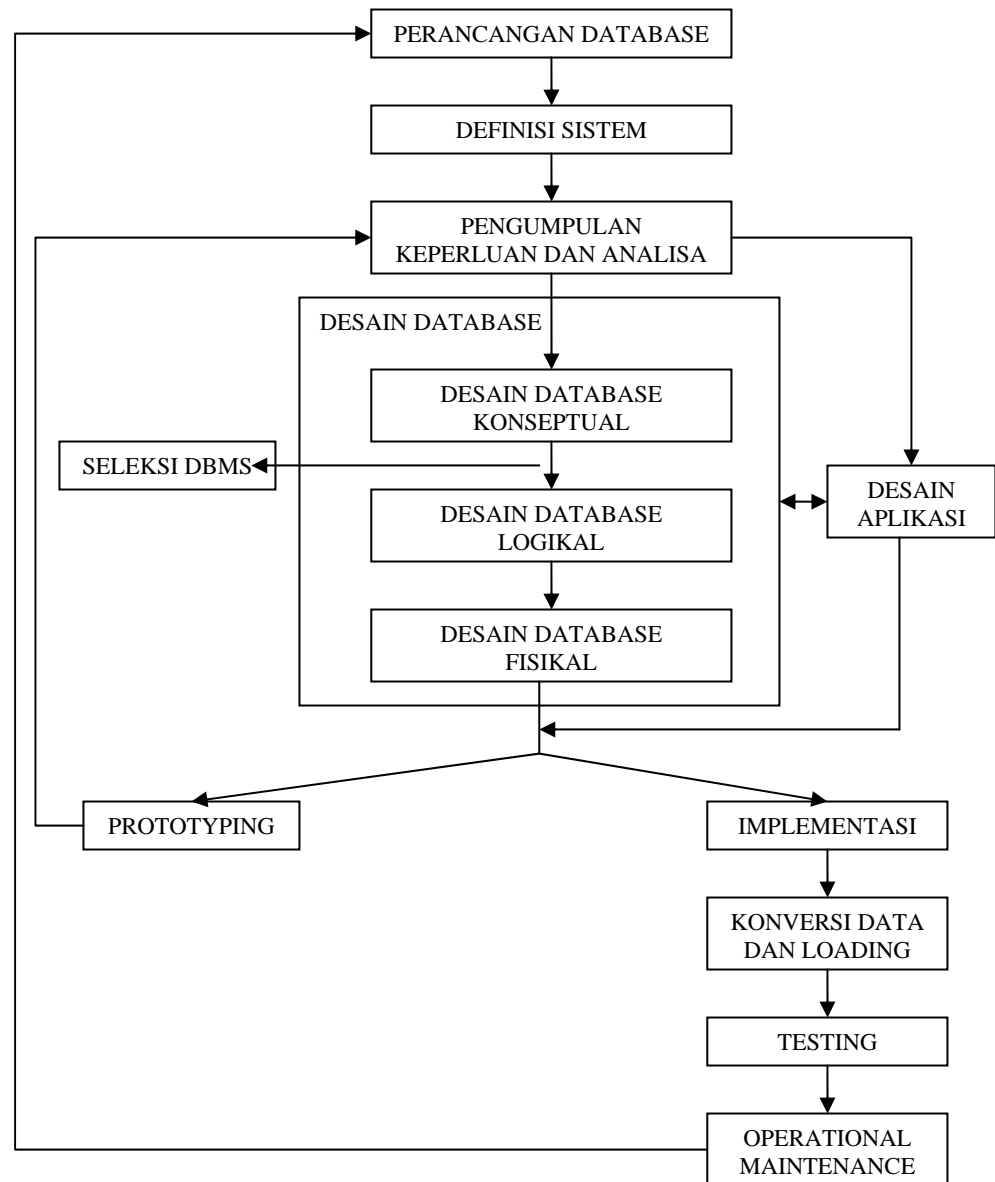 PERANCANGAN DATABASE
DEFINISI SISTEM
PENGUMPULAN
KEPERLUAN DAN ANALISA
DESAIN DATABASE
DESAIN DATABASE
KONSEPTUAL
SELEKSI DBMS
DESAIN DATABASE
LOGIKAL
DESAIN
APLIKASI
DESAIN DATABASE
FISIKAL
PROTOTYPING
IMPLEMENTASI
KONVERSI DATA
DAN LOADING
TESTING
OPERATIONAL
MAINTENANCE